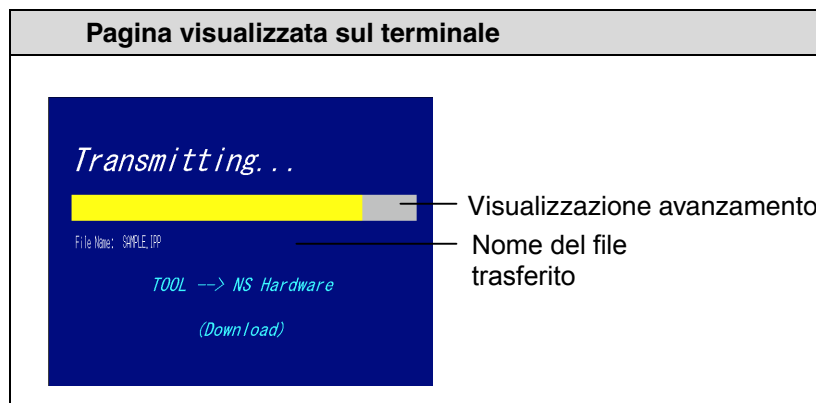 Pagina visualizzata sul terminale
Transmitting...
Visualizzazione avanzamento
File Name: SAMPLE.IPP
Nome del file
trasferito
TOOL --> NS Hardware
(Download)